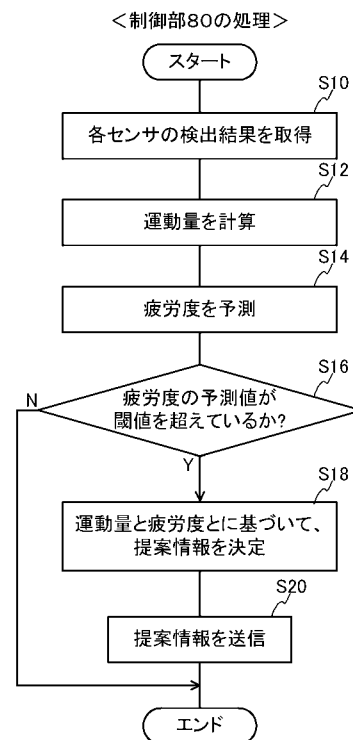 <制御部80の処理>
スタート
S10
各センサの検出結果を取得
S12
運動量を計算
S14
疲労度を予測
S16
疲労度の予測値が
閾値を超えているか?
N
Y
S18
運動量と疲労度とに基づいて、
提案情報を決定
S20
提案情報を送信
エンド